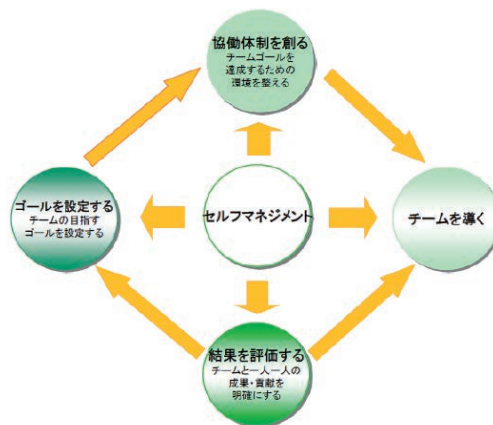 協働体制を創る
チームゴールを
達成するための
環境を整える
ゴールを設定する
チームの目指す
ゴールを設定する
セルフマネジメント
チームを導く
結果を評価する
チームと一人一人の
成果・貢献を
明確にする